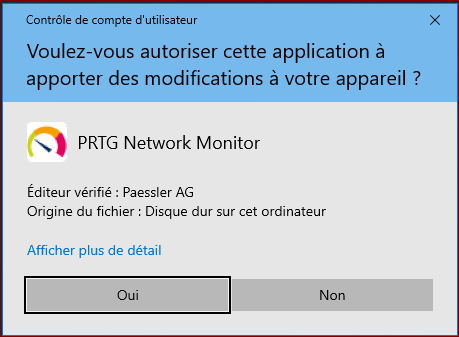 Contrôle de compte d'utilisateur
Voulez-vous autoriser cette application à
apporter des modifications à votre appareil ?
PRTG Network Monitor
Éditeur vérifié : Paessler AG
Origine du fichier : Disque dur sur cet ordinateur
Afficher plus de détail
Oui
Non